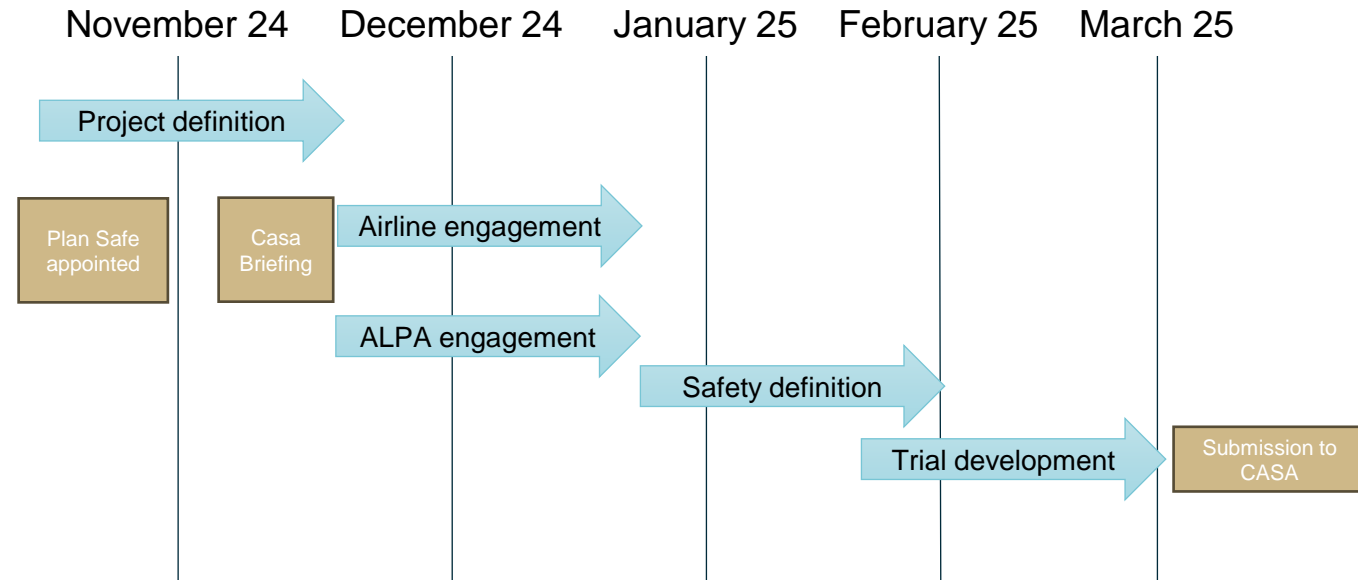 November 24 December 24 January 25 February 25 March 25
Project definition
Plan Safe
appointed
Casa
Briefing
Airline engagement
ALPA engagement
Safety definition
Trial development
Submission to
CASA